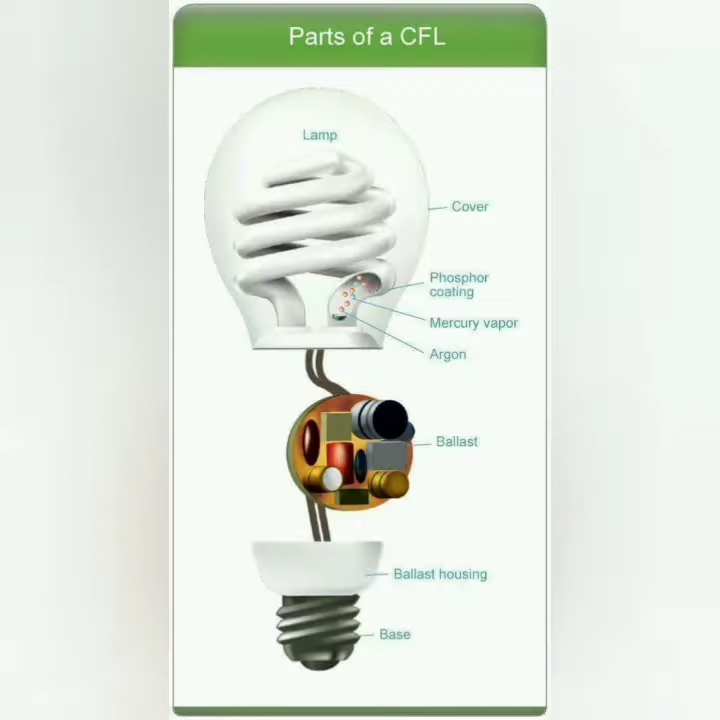 Parts of a CFL
Lamp
Cover
Phosphor
coating
Mercury vapor
Argon
Ballast
Ballast housing
Base